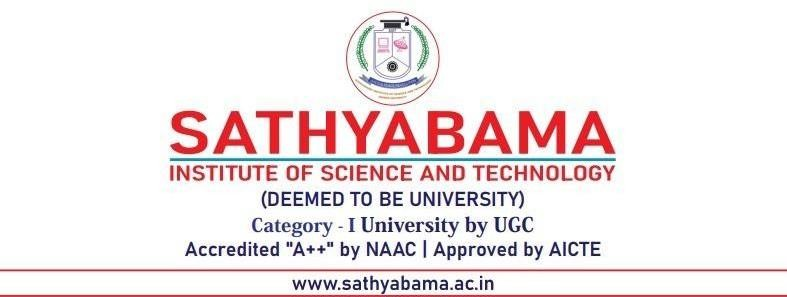 SATHYABAMA
INSTITUTE OF SCIENCE AND TECHNOLOGY
(DEEMED TO BE UNIVERSITY)
Category - I University by UGC
Accredited "A++" by NAAC | Approved by AICTE
www.sathyabama.ac.in